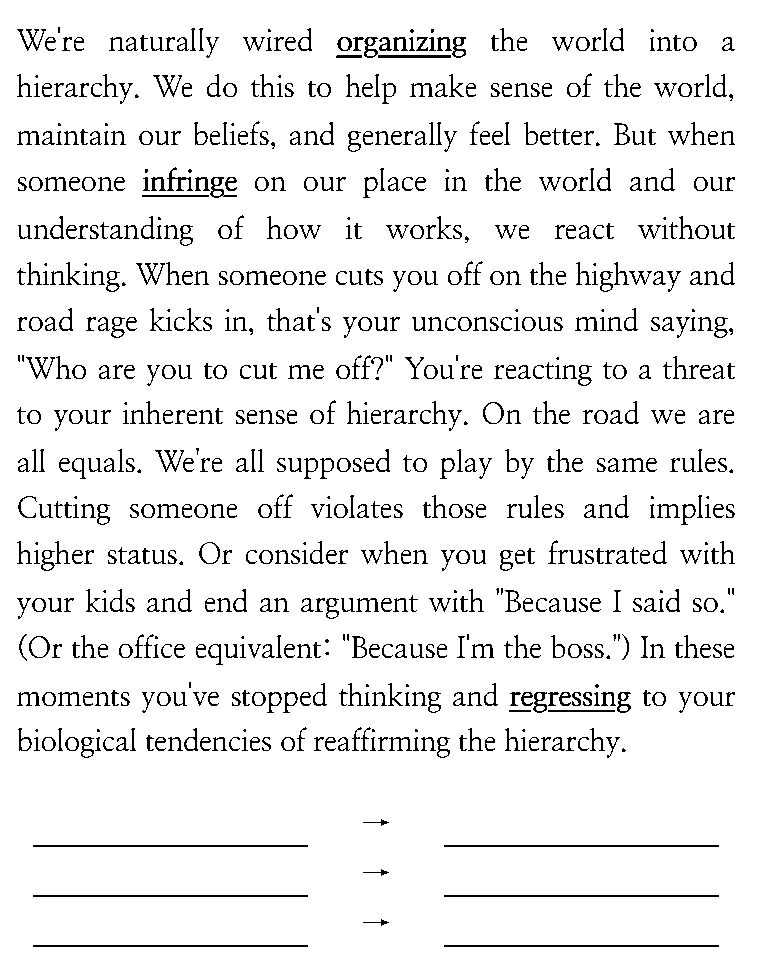 We're naturally wired organizing the world into a
hierarchy. We do this to help make sense of the world,
maintain our beliefs, and generally feel better. But when
someone infringe on our place in the world and our
understanding of how it works, we react without
thinking. When someone cuts you off on the highway and
road rage kicks in, that's your unconscious mind saying,
"Who are you to cut me off?" You're reacting to a threat
to your inherent sense of hierarchy. On the road we are
all equals. We're all supposed to play by the same rules.
Cutting someone off violates those rules and implies
higher status. Or consider when you get frustrated with
your kids and end an argument with "Because I said so."
(Or the office equivalent: "Because I'm the boss.") In these
moments you've stopped thinking and regressing to your
biological tendencies of reaffirming the hierarchy.
→
→
→